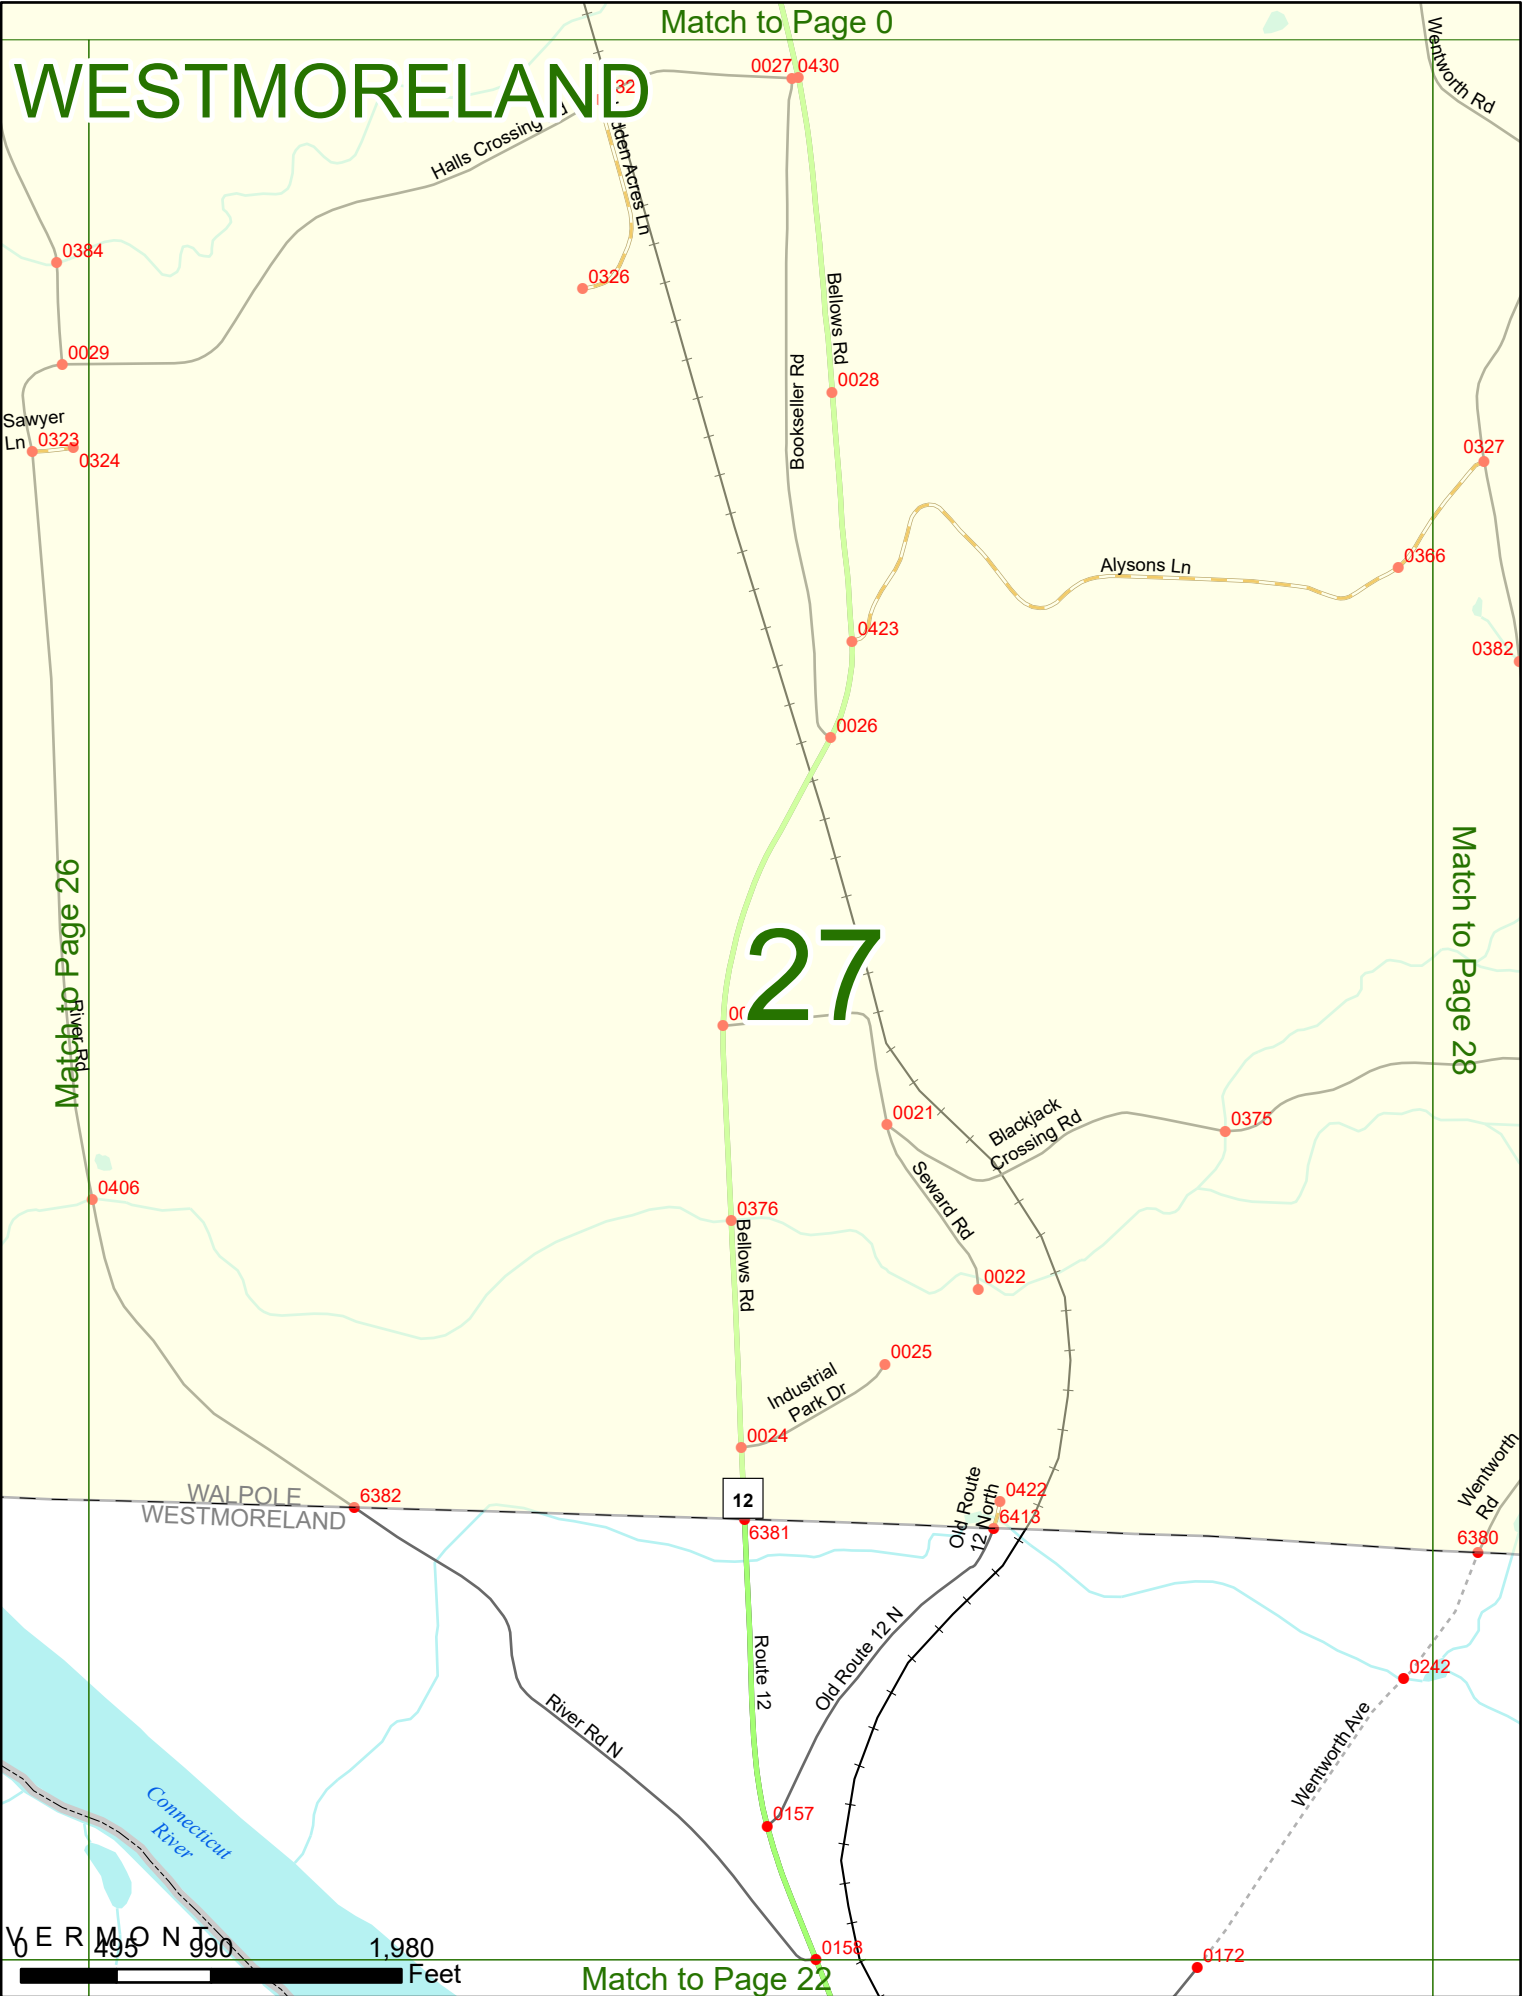 Match to Page 0
WESTMORELAND
0027
0430
Wentworth Rd
Halls Crossing
Acres Ln
0384
0326
Bellows Rd
0029
Bookseller Rd
0028
Sawyer
Ln
0323
0324
0327
Alysons Ln
0366
0423
0382
0026
Match to Page 26
River Rd
27
Match to Page 28
0021
Blackjack
Crossing Rd
0375
Seward Rd
0406
0376
Bellows Rd
0022
0025
Industrial
Park Dr
0024
WALPOLE
WESTMORELAND
6382
12
6381
Old Route
12 North
0422
6413
Wentworth
Rd
6380
Route 12
Old Route 12 N
0242
River Rd N
Wentworth Ave
Connecticut
River
0157
VERMONT
0 495 990 1,980
Feet
0158
0172
Match to Page 22